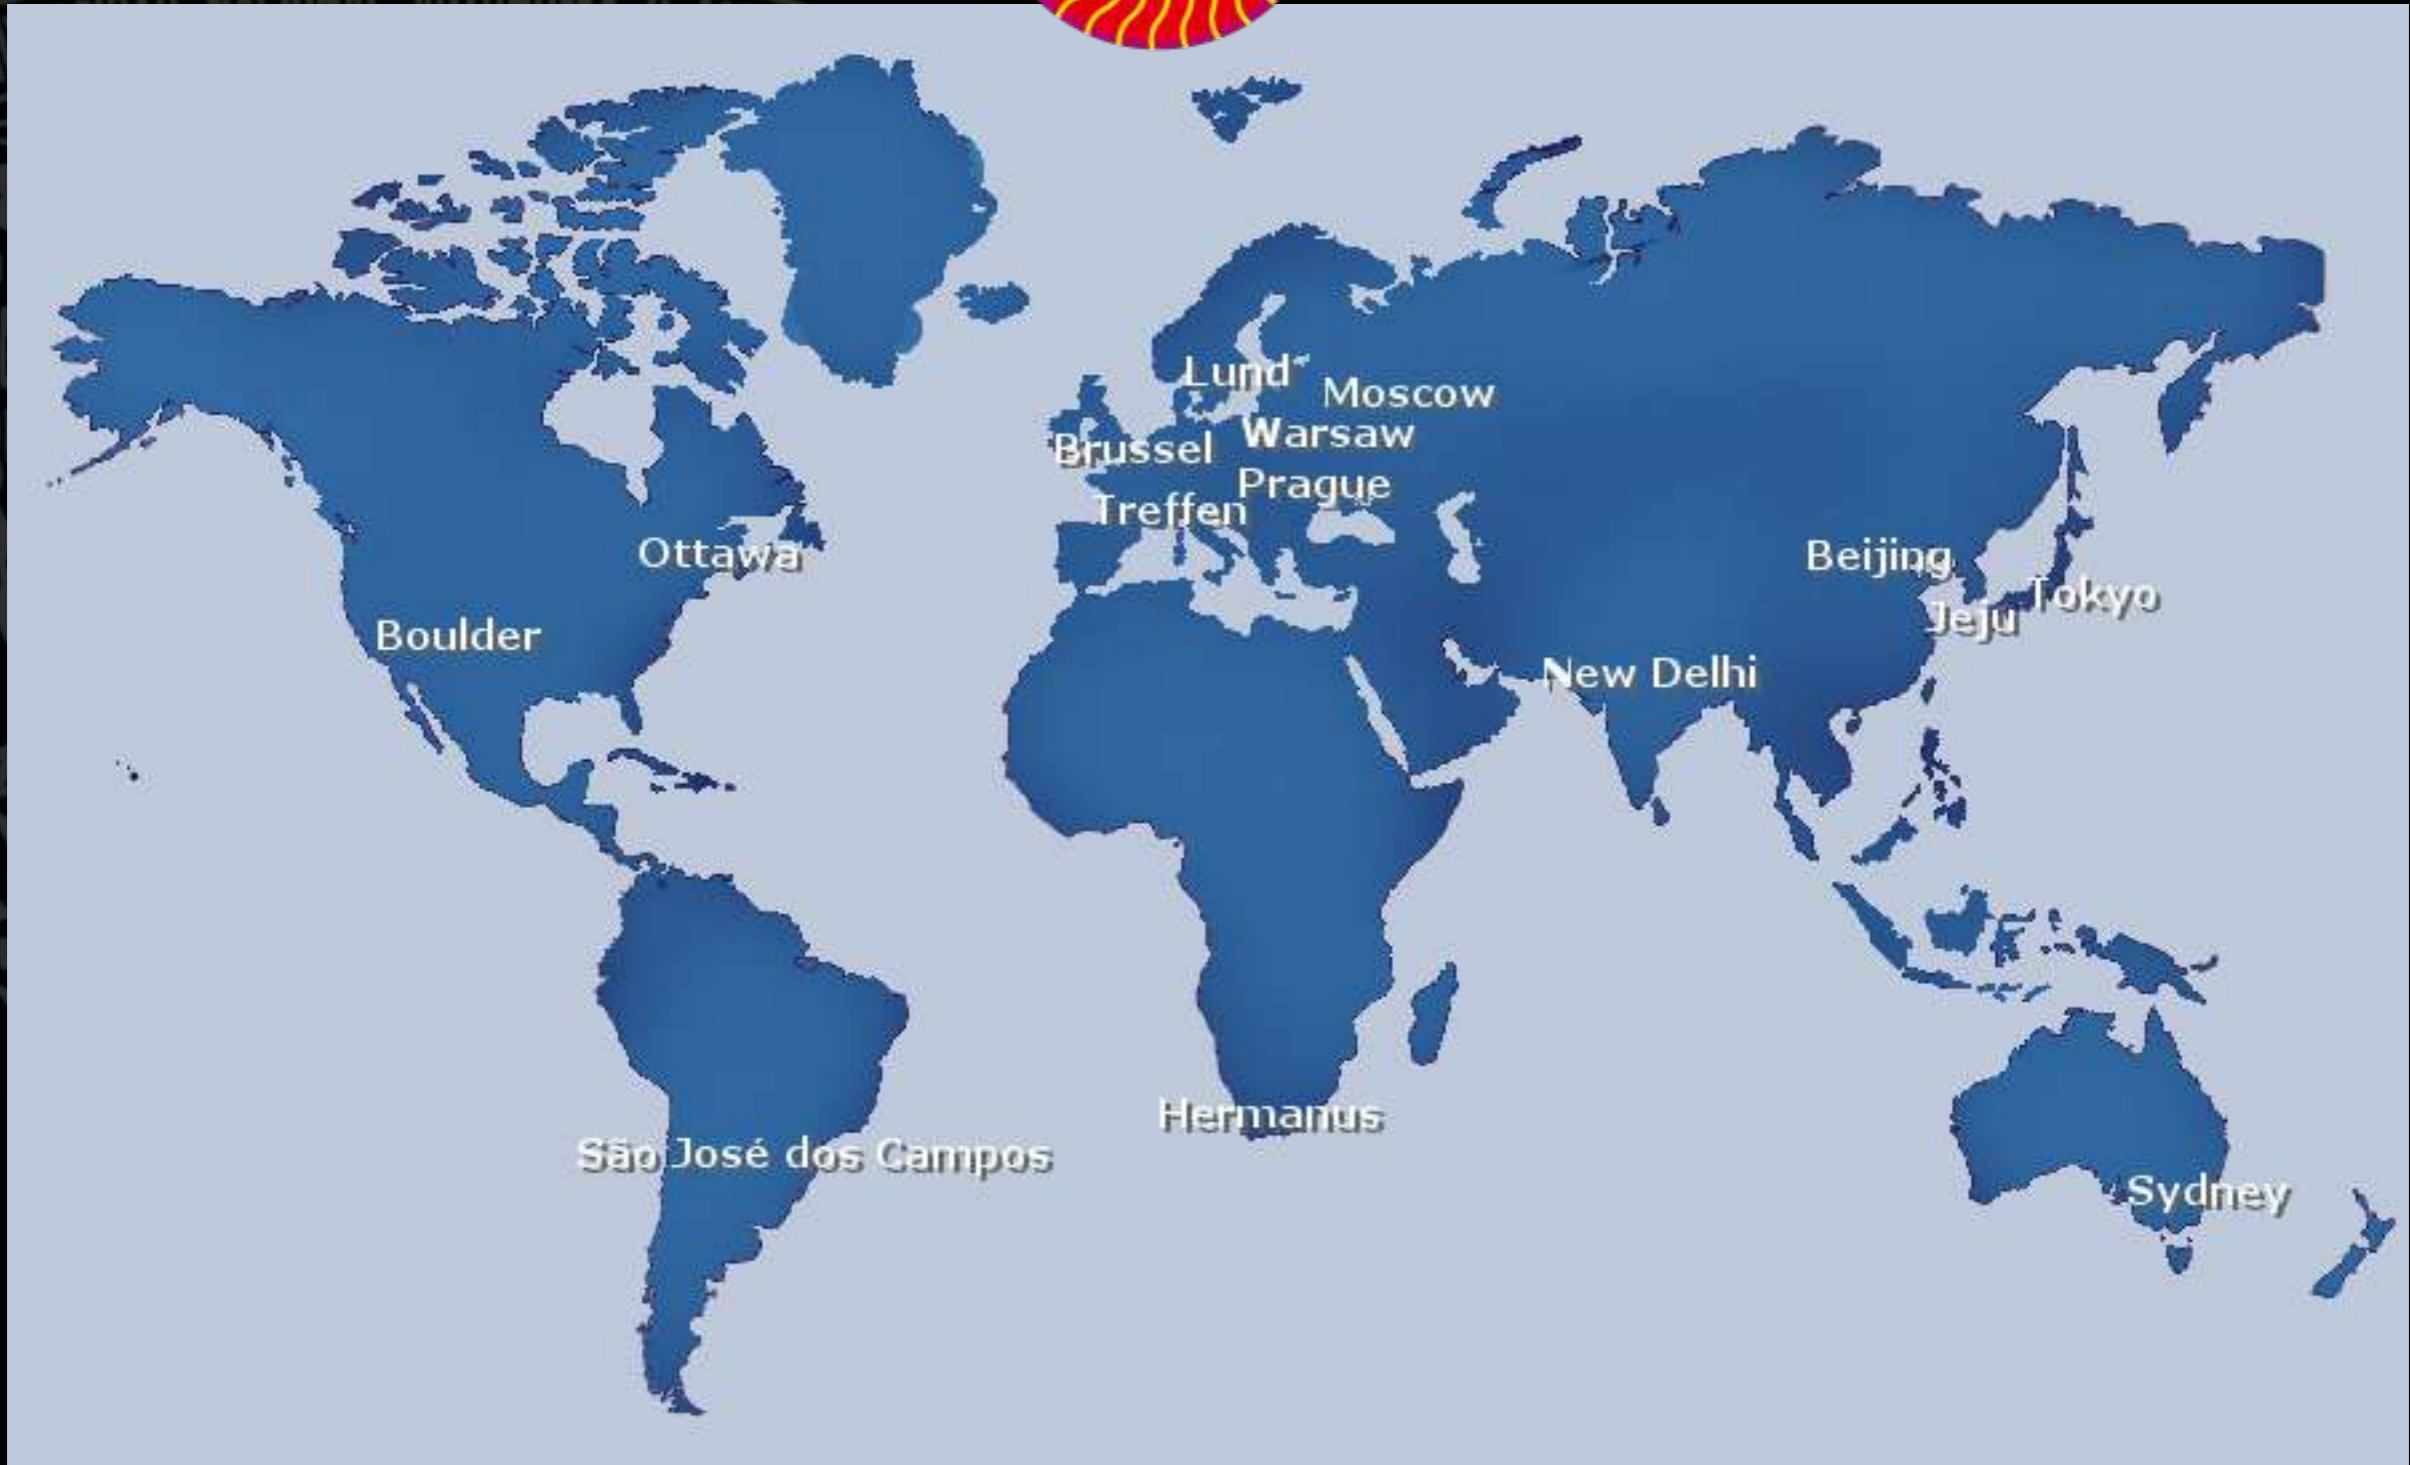 Lund
Moscow
Warsaw
Brussel
Prague
Treffen
Ottawa
Beijing
Tokyo
Jeju
Boulder
New Delhi
Hermanus
São José dos Campos
Sydney